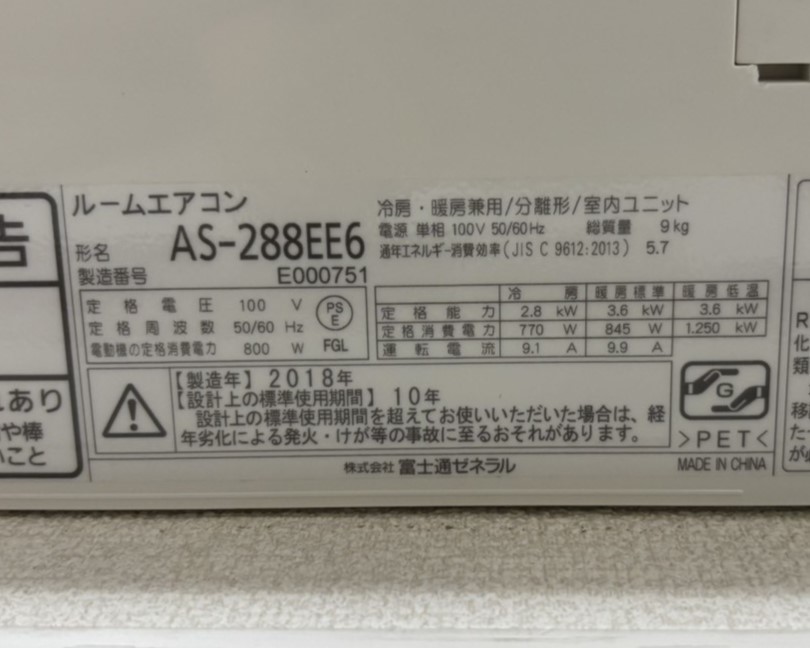 告
あり
や棒
いこと
ルームエアコン
形名 AS-288EE6
製造番号 E000751
定格電圧 100 V
定格周波数 50/60 Hz
電動機の定格消費電力 800 W
PS
E
FGL
冷房・暖房兼用/分離形/室内ユニット
電源 単相 100V 50/60Hz 総質量 9kg
通年エネルギー消費効率(JIS C 9612:2013) 5.7
冷房 暖房標準 暖房低温
定格能力 2.8 kW 3.6 kW 3.6 kW
定格消費電力 770 W 845 W 1.250 kW
運転電流 9.1 A 9.9 A
【製造年】2018年
【設計上の標準使用期間】10年
設計上の標準使用期間を超えてお使いいただいた場合は、経
年劣化による発火・けが等の事故に至るおそれがあります。
G
>PET<
株式会社 富士通ゼネラル
MADE IN CHINA
R
化
類
移
た
が